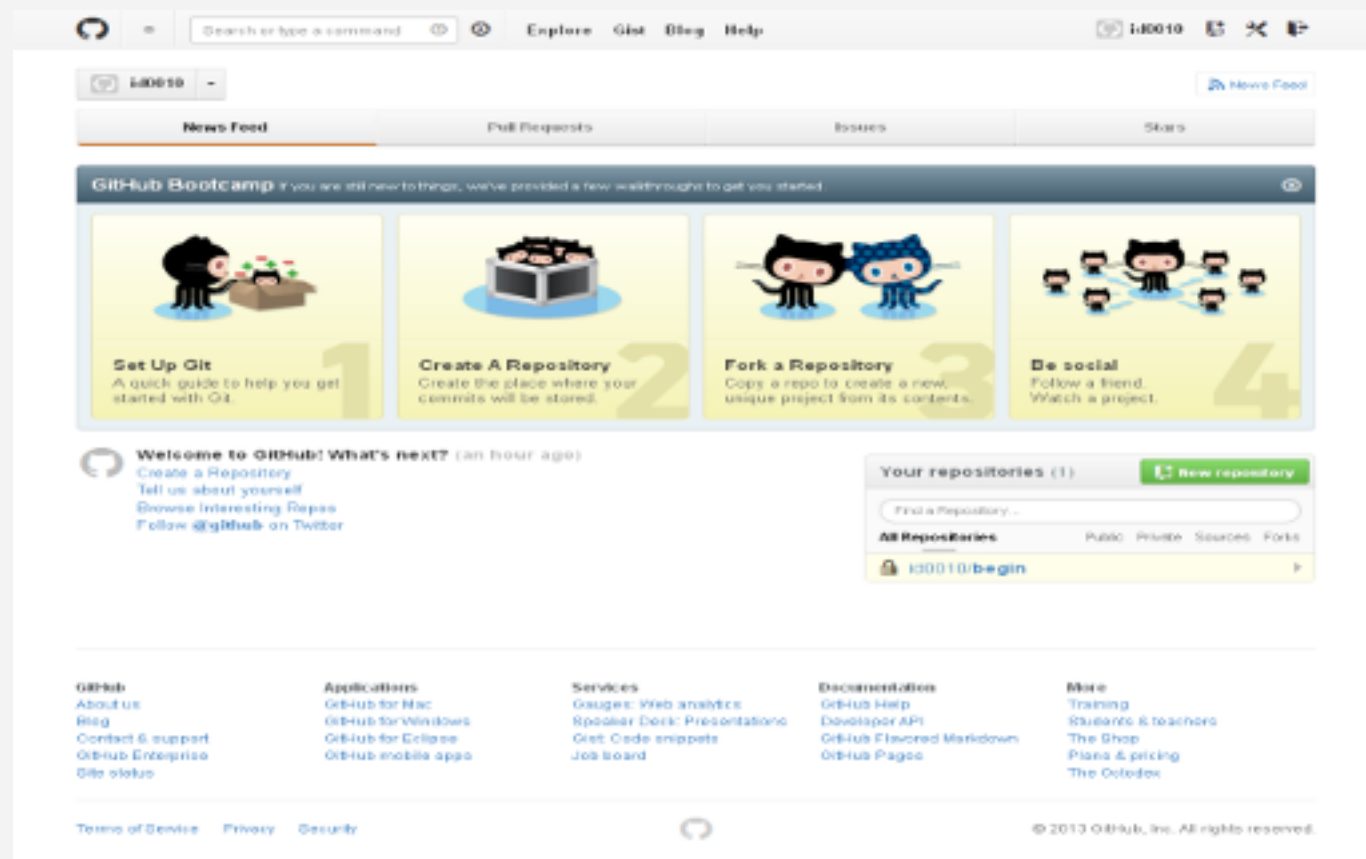 Search or type a command
Explore Gist Blog Help
id0010
id0010
News Feed
News Feed
Pull Requests
Issues
Stars
GitHub Bootcamp If you are still new to things, we've provided a few walkthroughs to get you started.
1
Set Up Git
A quick guide to help you get
started with Git.
2
Create A Repository
Create the place where your
commits will be stored.
3
Fork a Repository
Copy a repo to create a new,
unique project from its contents.
4
Be social
Follow a friend.
Watch a project.
Welcome to GitHub! What's next? (an hour ago)
Create a Repository
Tell us about yourself
Browse Interesting Repos
Follow @github on Twitter
Your repositories (1)
New repository
Find a Repository...
All Repositories Public Private Sources Forks
id0010/begin
GitHub
About us
Blog
Contact & support
GitHub Enterprise
Site status
Applications
GitHub for Mac
GitHub for Windows
GitHub for Eclipse
GitHub mobile apps
Services
Gauges: Web analytics
Speaker Deck: Presentations
Gist: Code snippets
Job board
Documentation
GitHub Help
Developer API
GitHub Flavored Markdown
GitHub Pages
More
Training
Students & teachers
The Shop
Plans & pricing
The Octodex
Terms of Service Privacy Security
© 2013 GitHub, Inc. All rights reserved.